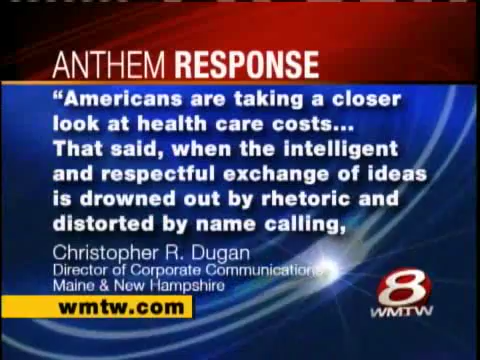 ANTHEM RESPONSE
“Americans are taking a closer
look at health care costs...
That said, when the intelligent
and respectful exchange of ideas
is drowned out by rhetoric and
distorted by name calling,
Christopher R. Dugan
Director of Corporate Communications
Maine & New Hampshire
wmtw.com
8
WMTW